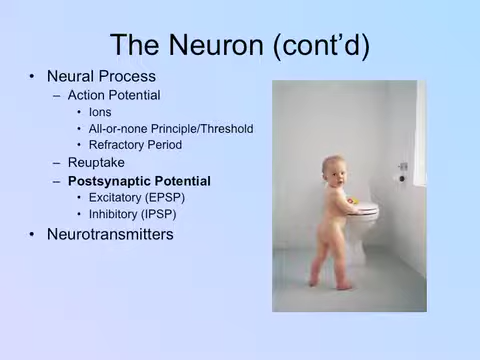 The Neuron (cont’d)
• Neural Process
– Action Potential
• Ions
• All-or-none Principle/Threshold
• Refractory Period
– Reuptake
– Postsynaptic Potential
• Excitatory (EPSP)
• Inhibitory (IPSP)
• Neurotransmitters